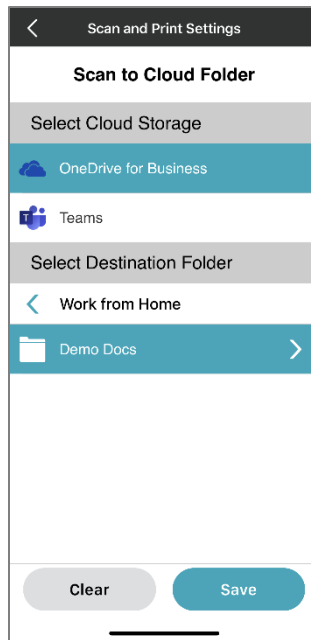 Scan and Print Settings
Scan to Cloud Folder
Select Cloud Storage
OneDrive for Business
Teams
Select Destination Folder
Work from Home
Demo Docs
Clear Save